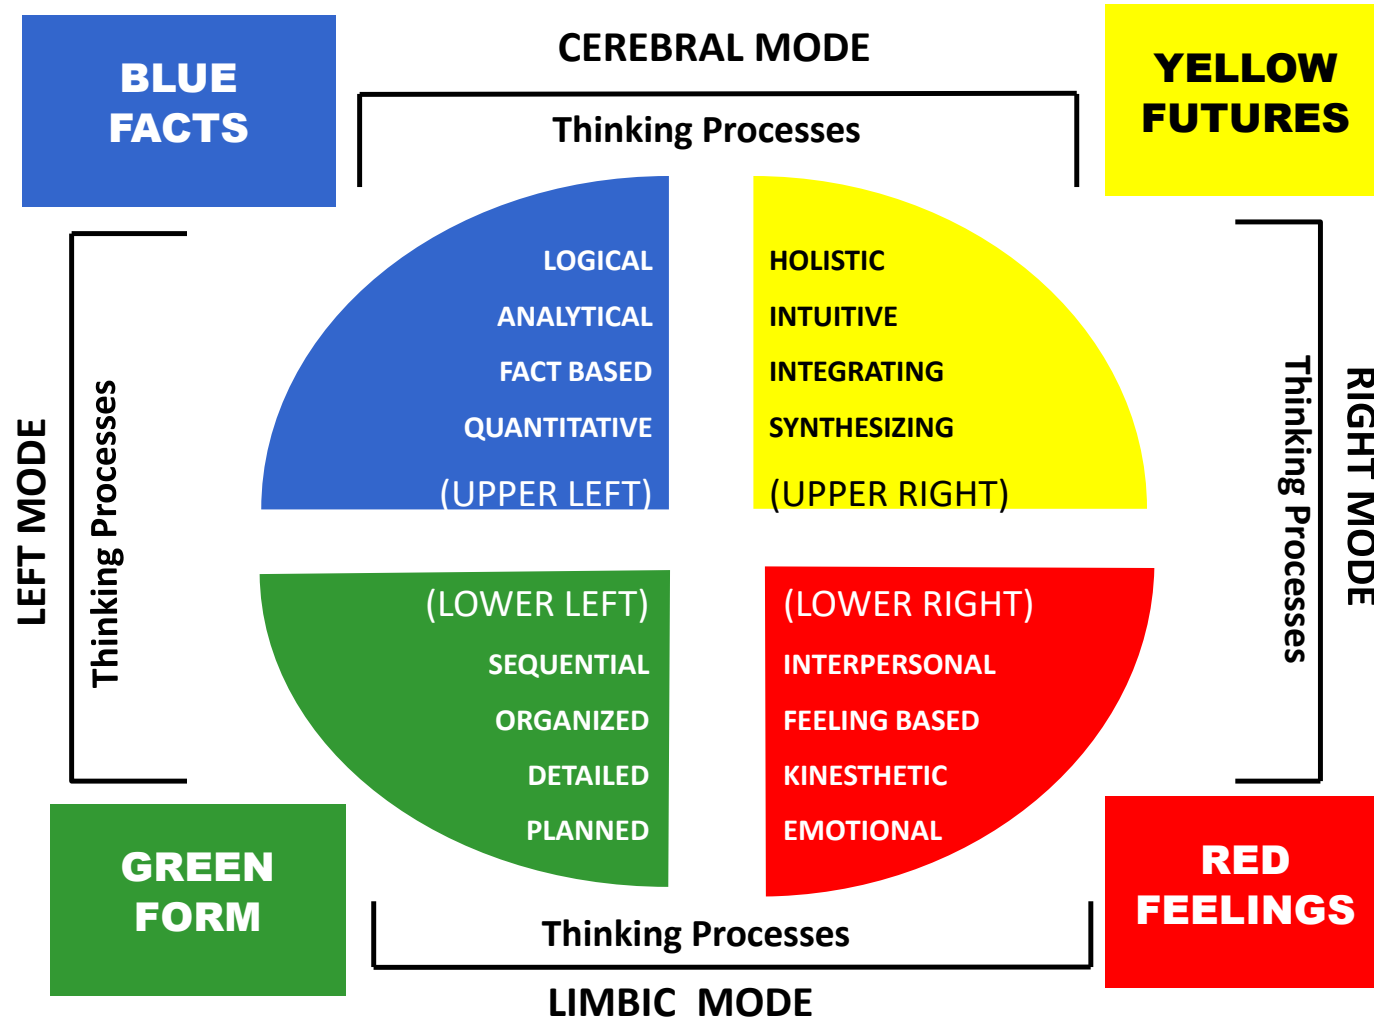 BLUE
FACTS
CEREBRAL MODE
Thinking Processes
YELLOW
FUTURES
LEFT MODE
Thinking Processes
LOGICAL
ANALYTICAL
FACT BASED
QUANTITATIVE
(UPPER LEFT)
HOLISTIC
INTUITIVE
INTEGRATING
SYNTHESIZING
(UPPER RIGHT)
Thinking Processes
RIGHT MODE
(LOWER LEFT)
SEQUENTIAL
ORGANIZED
DETAILED
PLANNED
(LOWER RIGHT)
INTERPERSONAL
FEELING BASED
KINESTHETIC
EMOTIONAL
GREEN
FORM
Thinking Processes
LIMBIC MODE
RED
FEELINGS